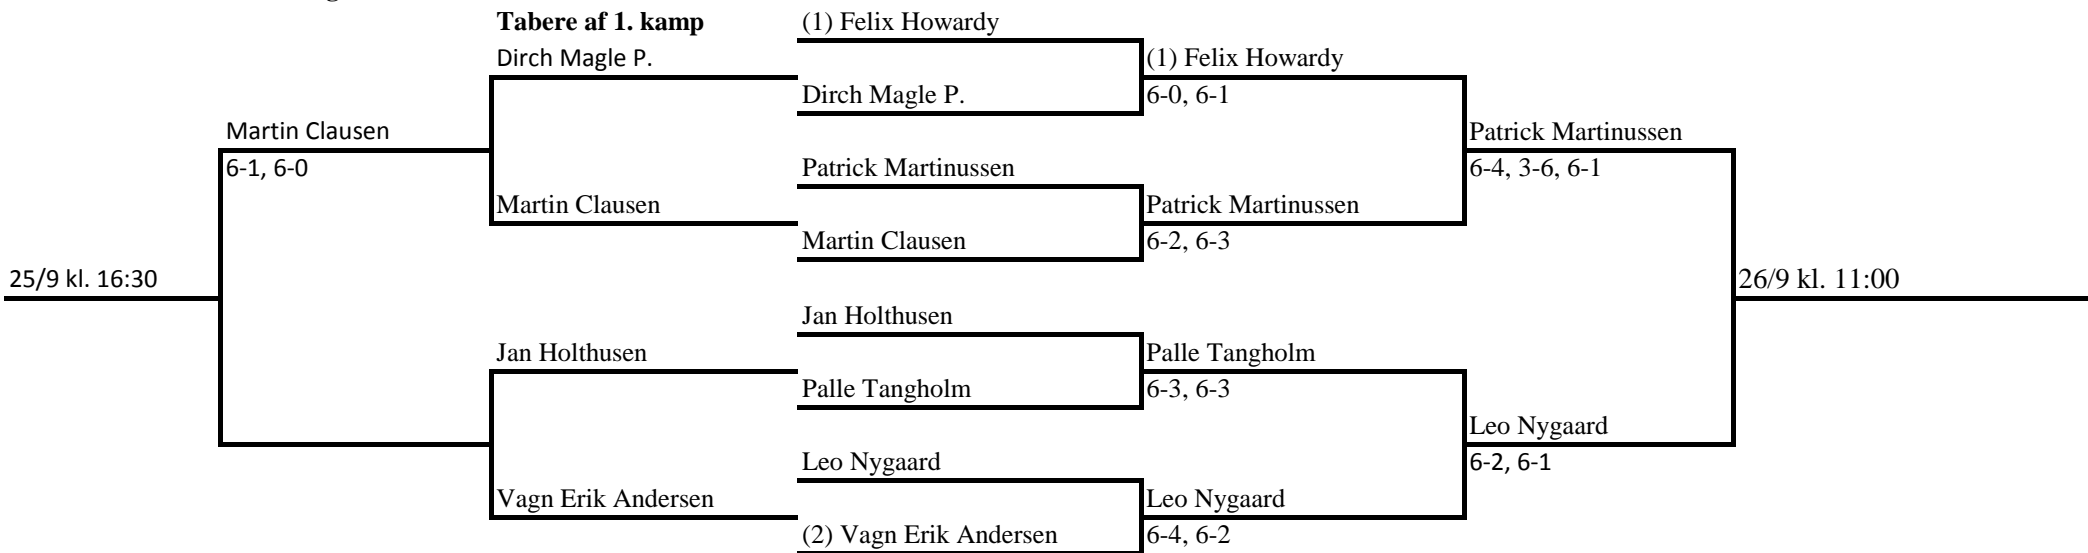 Tabere af 1. kamp
(1) Felix Howardy
Dirch Magle P.
(1) Felix Howardy
Dirch Magle P.
6-0, 6-1
Martin Clausen
Patrick Martinussen
6-1, 6-0
Patrick Martinussen
6-4, 3-6, 6-1
Martin Clausen
Patrick Martinussen
Martin Clausen
6-2, 6-3
25/9 kl. 16:30
26/9 kl. 11:00
Jan Holthusen
Jan Holthusen
Palle Tangholm
Palle Tangholm
6-3, 6-3
Leo Nygaard
Leo Nygaard
6-2, 6-1
Vagn Erik Andersen
Leo Nygaard
(2) Vagn Erik Andersen
6-4, 6-2